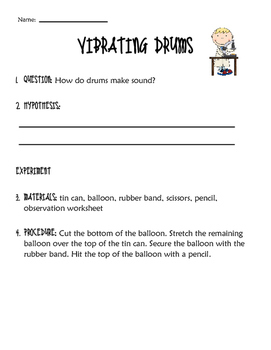 Name:
VIBRATING DRUMS
1. QUESTION: How do drums make sound?
2. HYPOTHESIS:
EXPERIMENT
3. MATERIALS: tin can, balloon, rubber band, scissors, pencil,
observation worksheet
4. PROCEDURE: Cut the bottom of the balloon. Stretch the remaining
balloon over the top of the tin can. Secure the balloon with the
rubber band. Hit the top of the balloon with a pencil.